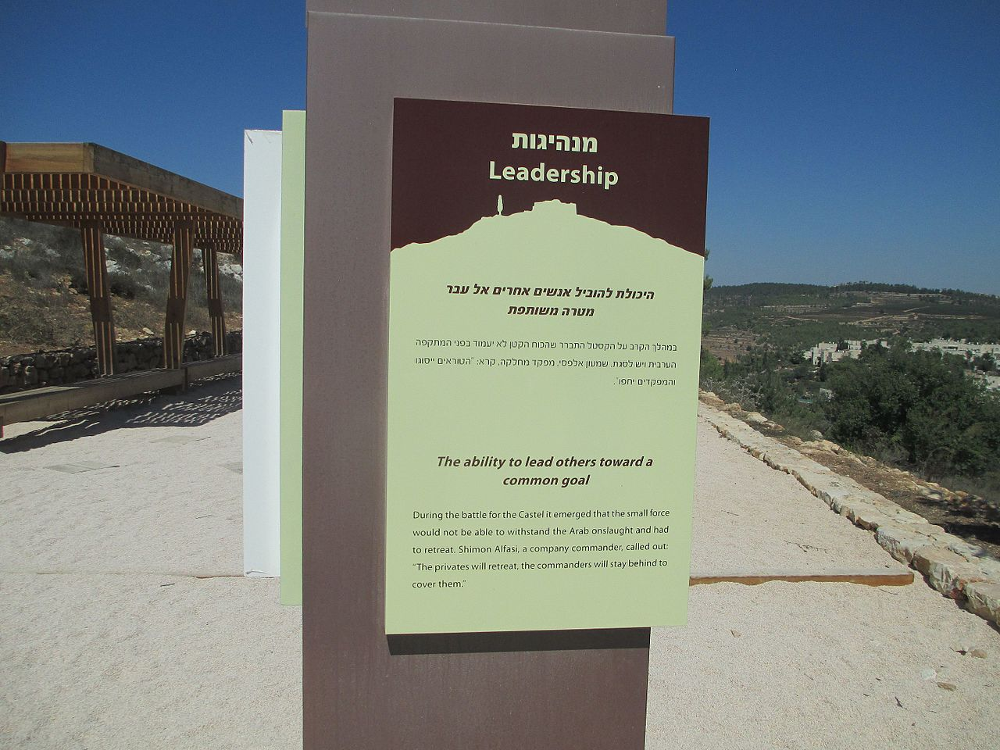 מנהיגות
Leadership
היכולת להוביל אנשים אחרים אל עבר
מטרה משותפת
במהלך הקרב על הקסטל התברר שהכוח הקטן לא יעמוד בפני המתקפה
הערבית ויש לסגת. שמעון אלפסי, מפקד מחלקה, קרא: "הטוראים ייסוגו
והמפקדים יחפו".
The ability to lead others toward a
common goal
During the battle for the Castel it emerged that the small force
would not be able to withstand the Arab onslaught and had
to retreat. Shimon Alfasi, a company commander, called out:
"The privates will retreat, the commanders will stay behind to
cover them."